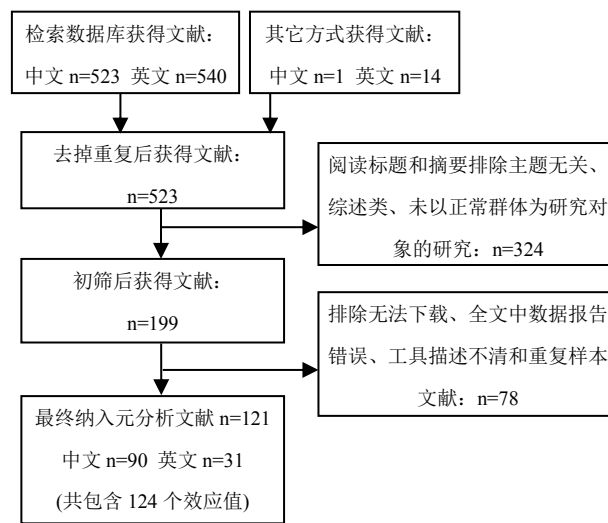 检索数据库获得文献：
中文 n=523 英文 n=540
其它方式获得文献：
中文 n=1 英文 n=14
去掉重复后获得文献：
n=523
阅读标题和摘要排除主题无关、
综述类、未以正常群体为研究对
象的研究：n=324
初筛后获得文献：
n=199
排除无法下载、全文中数据报告
错误、工具描述不清和重复样本
文献：n=78
最终纳入元分析文献 n=121
中文 n=90 英文 n=31
(共包含 124 个效应值)